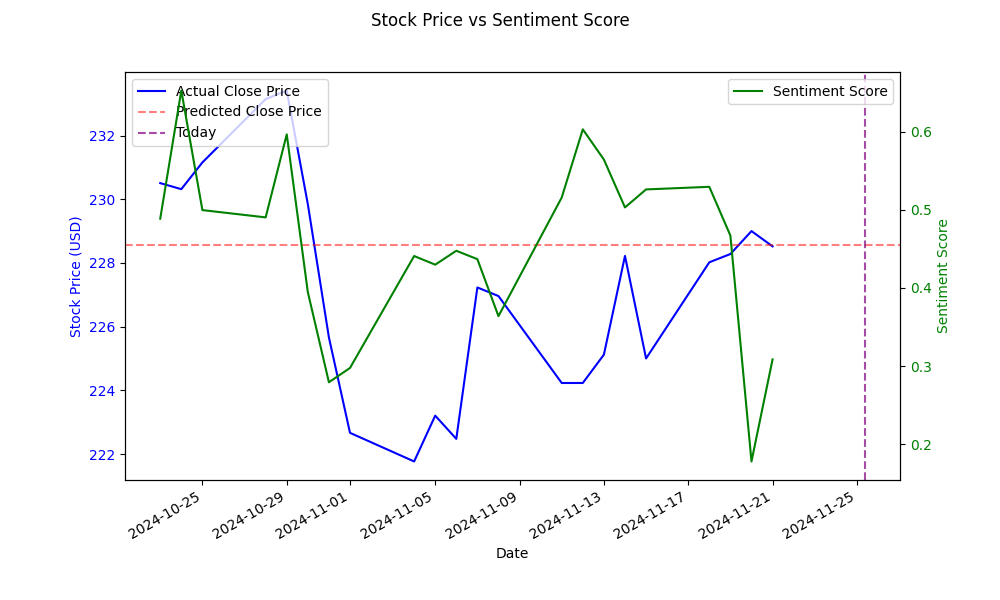 Stock Price vs Sentiment Score
Actual Close Price
Predicted Close Price
Today
Sentiment Score
232
230
228
226
224
222
Stock Price (USD)
0.6
0.5
0.4
0.3
0.2
Sentiment Score
2024-10-25
2024-10-29
2024-11-01
2024-11-05
2024-11-09
2024-11-13
2024-11-17
2024-11-21
2024-11-25
Date